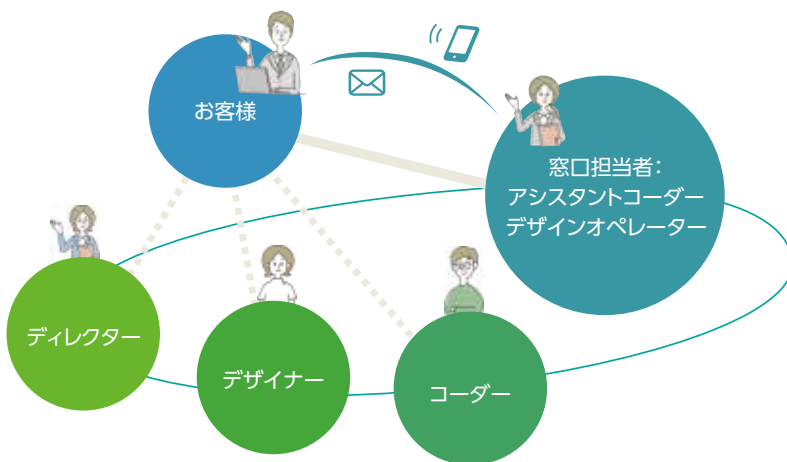 お客様
窓口担当者：
アシスタントコーダー
デザインオペレーター
ディレクター
デザイナー
コーダー